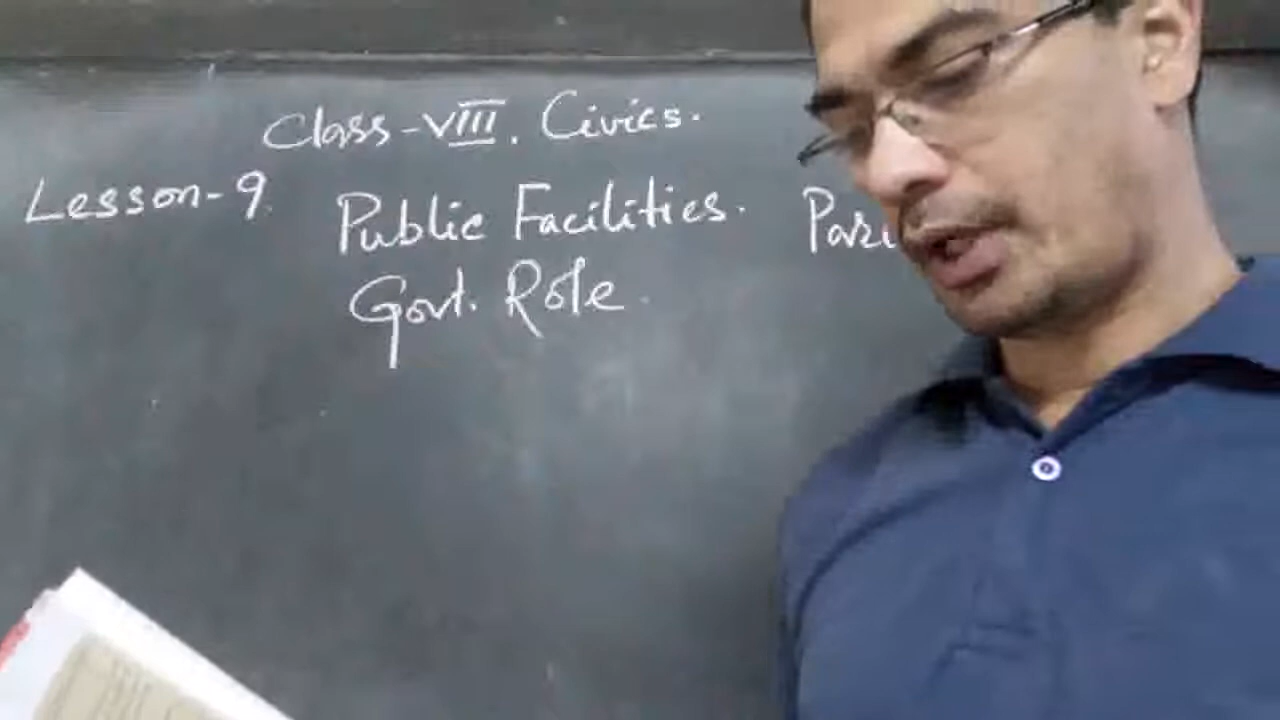 Class-VIII. Civics.
Lesson-9. Public Facilities.
Govt. Role.